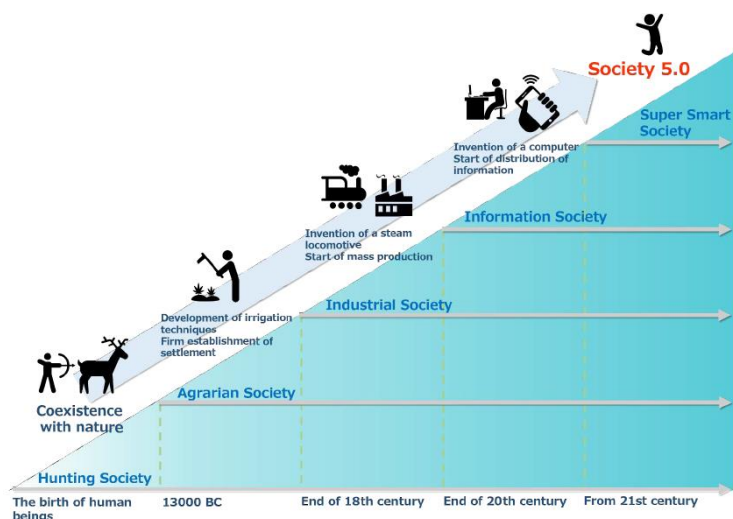 Society 5.0
Super Smart
Society
Invention of a computer
Start of distribution of
information
Information Society
Invention of a steam
locomotive
Start of mass production
Industrial Society
Development of irrigation
techniques
Firm establishment of
settlement
Agrarian Society
Coexistence
with nature
Hunting Society
The birth of human
beings
13000 BC
End of 18th century
End of 20th century
From 21st century